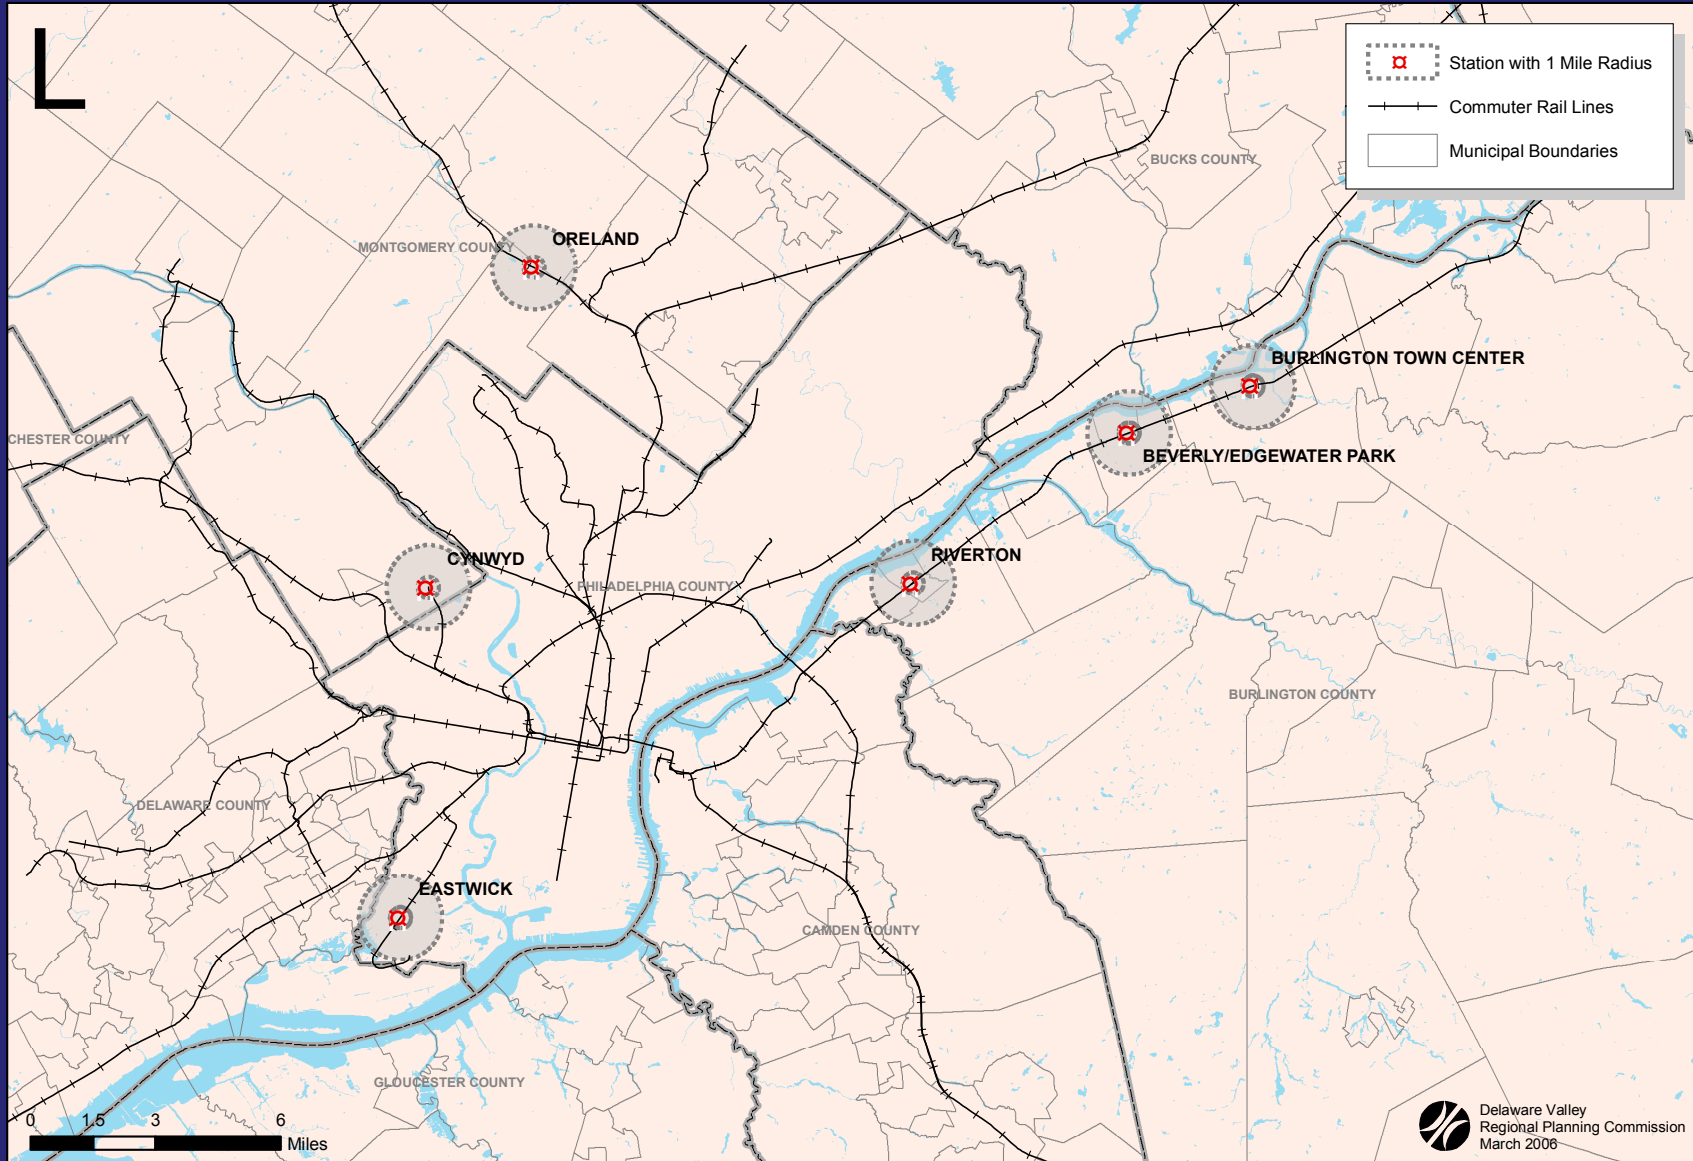 L
Station with 1 Mile Radius
Commuter Rail Lines
Municipal Boundaries
BUCKS COUNTY
ORELAND
MONTGOMERY COUNTY
BURLINGTON TOWN CENTER
CHESTER COUNTY
BEVERLY/EDGEWATER PARK
CYNWYD
RIVERTON
PHILADELPHIA COUNTY
BURLINGTON COUNTY
DELAWARE COUNTY
EASTWICK
CAMDEN COUNTY
GLOUCESTER COUNTY
0 1.5 3 6
Miles
Delaware Valley
Regional Planning Commission
March 2006